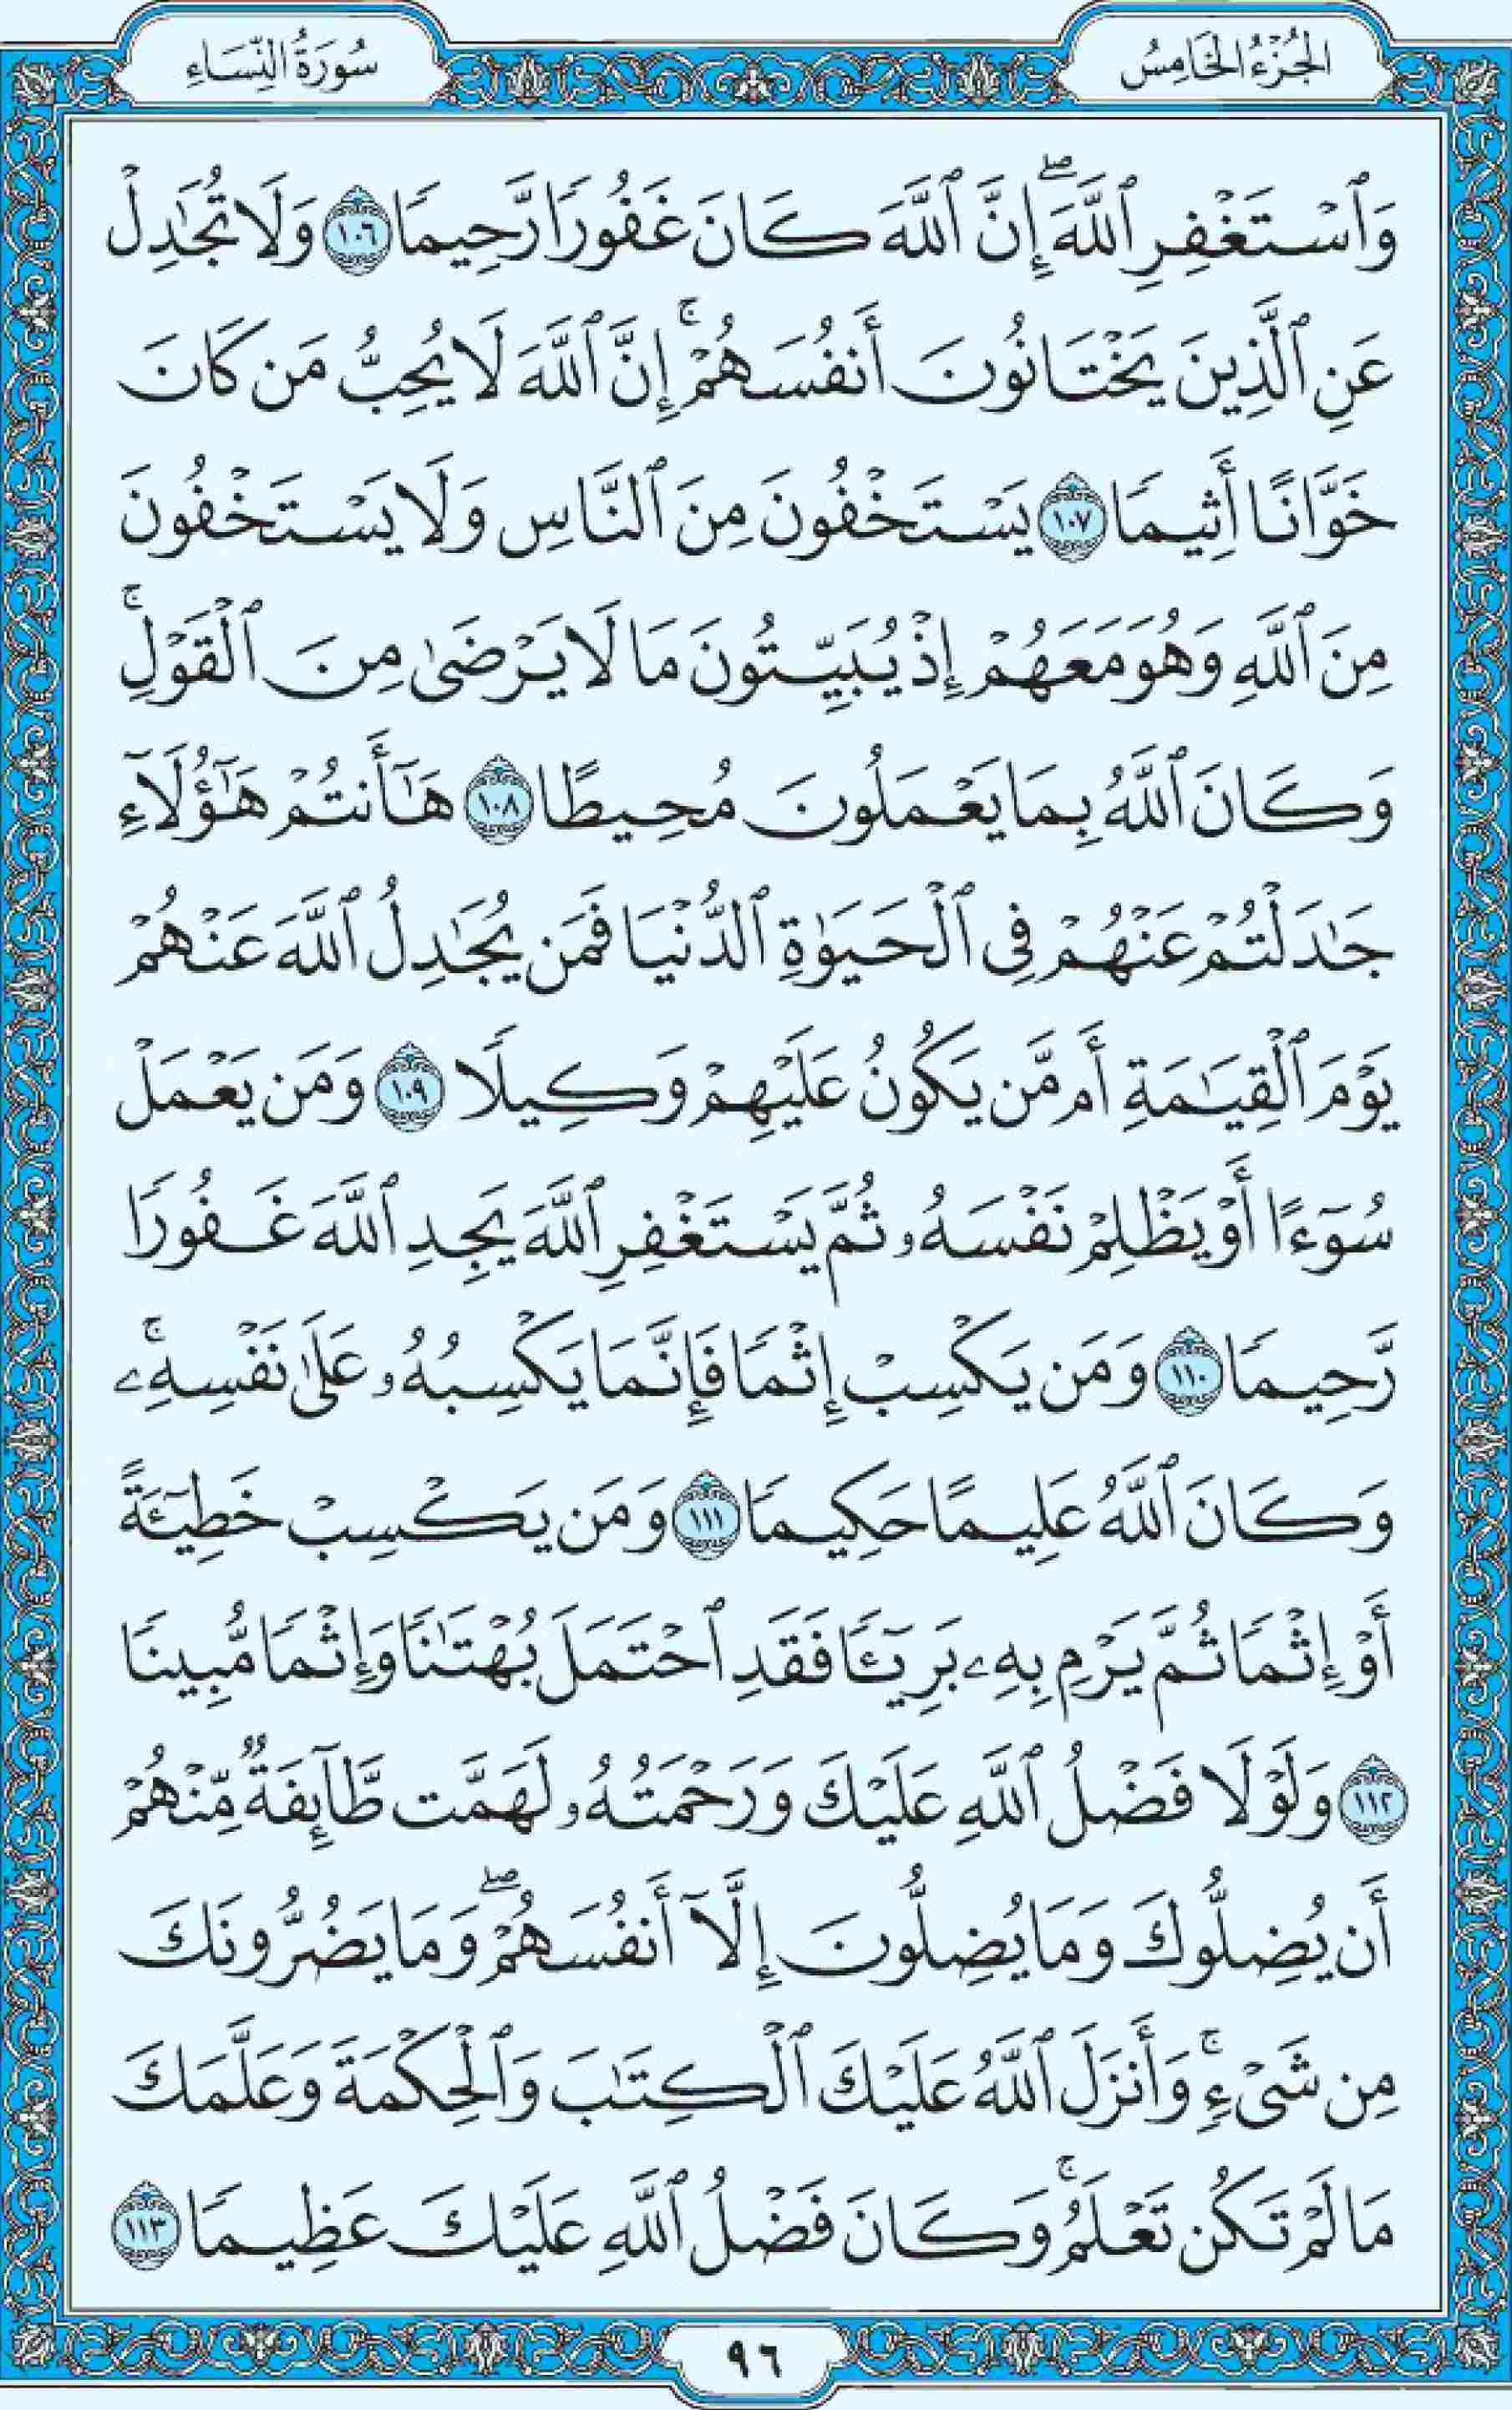 الجُزْءُ الخَامِسُ
سُورَةُ النِّسَاءِ
وَٱسْتَغْفِرِ ٱللَّهَۖ إِنَّ ٱللَّهَ كَانَ غَفُورًا رَّحِيمًا ١٠٦ وَلَا تُجَٰدِلْ
عَنِ ٱلَّذِينَ يَخْتَانُونَ أَنفُسَهُمْۚ إِنَّ ٱللَّهَ لَا يُحِبُّ مَن كَانَ
خَوَّانًا أَثِيمًا ١٠٧ يَسْتَخْفُونَ مِنَ ٱلنَّاسِ وَلَا يَسْتَخْفُونَ
مِنَ ٱللَّهِ وَهُوَ مَعَهُمْ إِذْ يُبَيِّتُونَ مَا لَا يَرْضَىٰ مِنَ ٱلْقَوْلِۚ
وَكَانَ ٱللَّهُ بِمَا يَعْمَلُونَ مُحِيطًا ١٠٨ هَٰٓأَنتُمْ هَٰٓؤُلَآءِ
جَٰدَلْتُمْ عَنْهُمْ فِى ٱلْحَيَوٰةِ ٱلدُّنْيَا فَمَن يُجَٰدِلُ ٱللَّهَ عَنْهُمْ
يَوْمَ ٱلْقِيَٰمَةِ أَم مَّن يَكُونُ عَلَيْهِمْ وَكِيلًا ١٠٩ وَمَن يَعْمَلْ
سُوٓءًا أَوْ يَظْلِمْ نَفْسَهُۥ ثُمَّ يَسْتَغْفِرِ ٱللَّهَ يَجِدِ ٱللَّهَ غَفُورًا
رَّحِيمًا ١١٠ وَمَن يَكْسِبْ إِثْمًا فَإِنَّمَا يَكْسِبُهُۥ عَلَىٰ نَفْسِهِۦۚ
وَكَانَ ٱللَّهُ عَلِيمًا حَكِيمًا ١١١ وَمَن يَكْسِبْ خَطِيٓـَٔةً
أَوْ إِثْمًا ثُمَّ يَرْمِ بِهِۦ بَرِيٓـًٔا فَقَدِ ٱحْتَمَلَ بُهْتَٰنًا وَإِثْمًا مُّبِينًا
١١٢ وَلَوْلَا فَضْلُ ٱللَّهِ عَلَيْكَ وَرَحْمَتُهُۥ لَهَمَّت طَّآئِفَةٌ مِّنْهُمْ
أَن يُضِلُّوكَ وَمَا يُضِلُّونَ إِلَّآ أَنفُسَهُمْۖ وَمَا يَضُرُّونَكَ
مِن شَىْءٍۚ وَأَنزَلَ ٱللَّهُ عَلَيْكَ ٱلْكِتَٰبَ وَٱلْحِكْمَةَ وَعَلَّمَكَ
مَا لَمْ تَكُن تَعْلَمُۚ وَكَانَ فَضْلُ ٱللَّهِ عَلَيْكَ عَظِيمًا ١١٣
٩٦